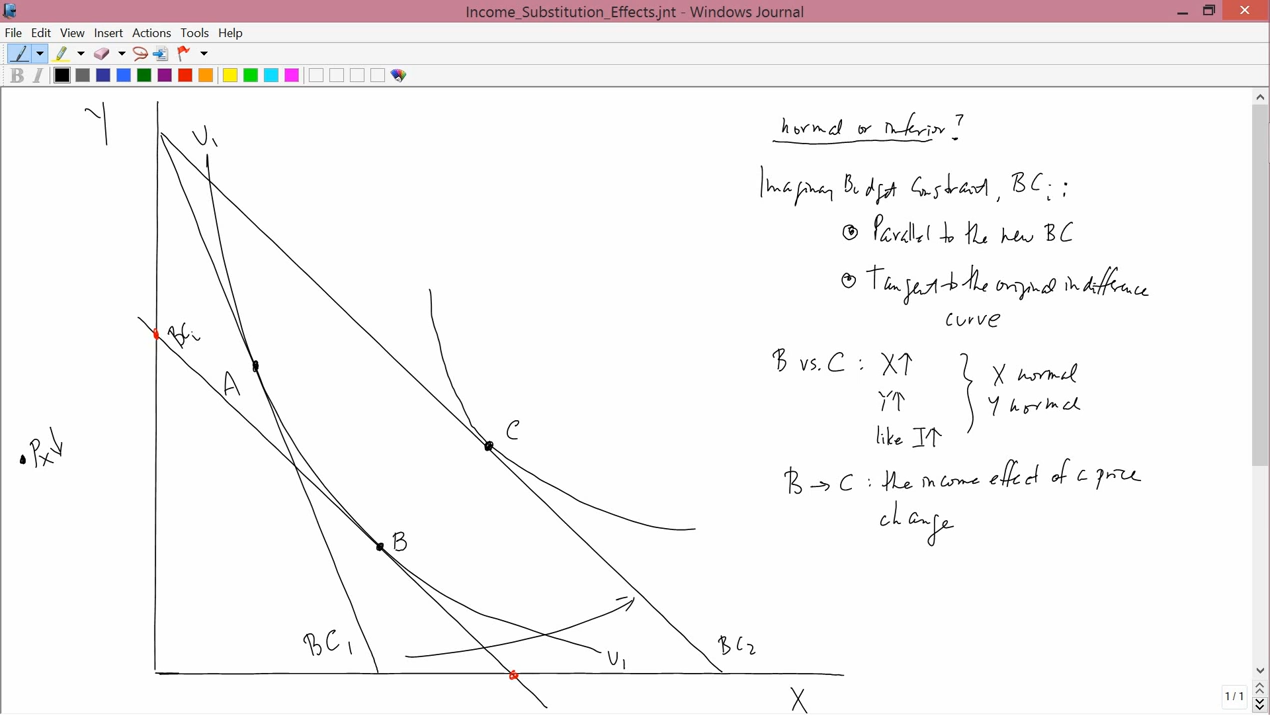 Income_Substitution_Effects.jnt - Windows Journal
File Edit View Insert Actions Tools Help
B I
Y
U₁
normal or inferior?
Imaginary Budget Constraint, BCᵢ:
Parallel to the new BC
Tangent to the original indifference
curve
BCᵢ
A
B vs. C : X↑
Y↑
like I↑
X normal
Y normal
C
• Pₓ↓
B → C : the income effect of a price
change
B
BC₁
U₁
BC₂
X
1 / 1